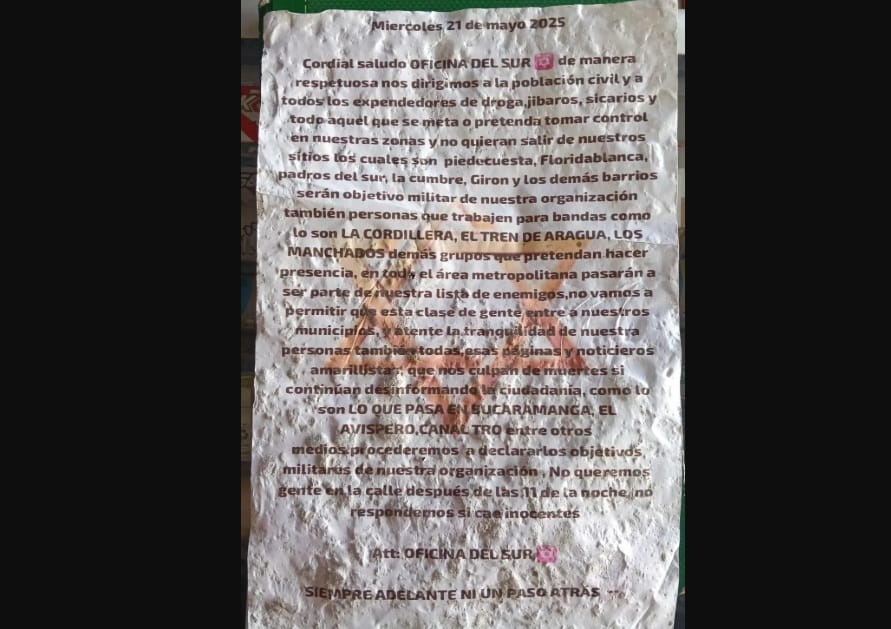 Miercoles 21 de mayo 2025
Cordial saludo OFICINA DEL SUR 🔯 de manera
respetuosa nos dirigimos a la población civil y a
todos los expendedores de droga,jibaros, sicarios y
todo aquel que se meta o pretenda tomar control
en nuestras zonas y no quieran salir de nuestros
sitios los cuales son piedecuesta, Floridablanca,
padros del sur, la cumbre, Giron y los demás barrios
serán objetivo militar de nuestra organización
también personas que trabajen para bandas como
lo son LA CORDILLERA, EL TREN DE ARAGUA, LOS
MANCHADOS demás grupos que pretendan hacer
presencia, en toda el área metropolitana pasarán a
ser parte de nuestra lista de enemigos,no vamos a
permitir que esta clase de gente entre a nuestros
municipios, y atente la tranquilidad de nuestra
personas también todas,esas páginas y noticieros
amarillistas; que nos culpan de muertes si
continúan desinformando la ciudadanía, como lo
son LO QUE PASA EN BUCARAMANGA, EL
AVISPERO,CANAL TRO entre otros
medios,procederemos a declararlos objetivos
militares de nuestra organización . No queremos
gente en la calle después de las 11 de la noche, no
respondemos si cae inocentes
Att: OFICINA DEL SUR 🔯
SIEMPRE ADELANTE NI UN PASO ATRÁS